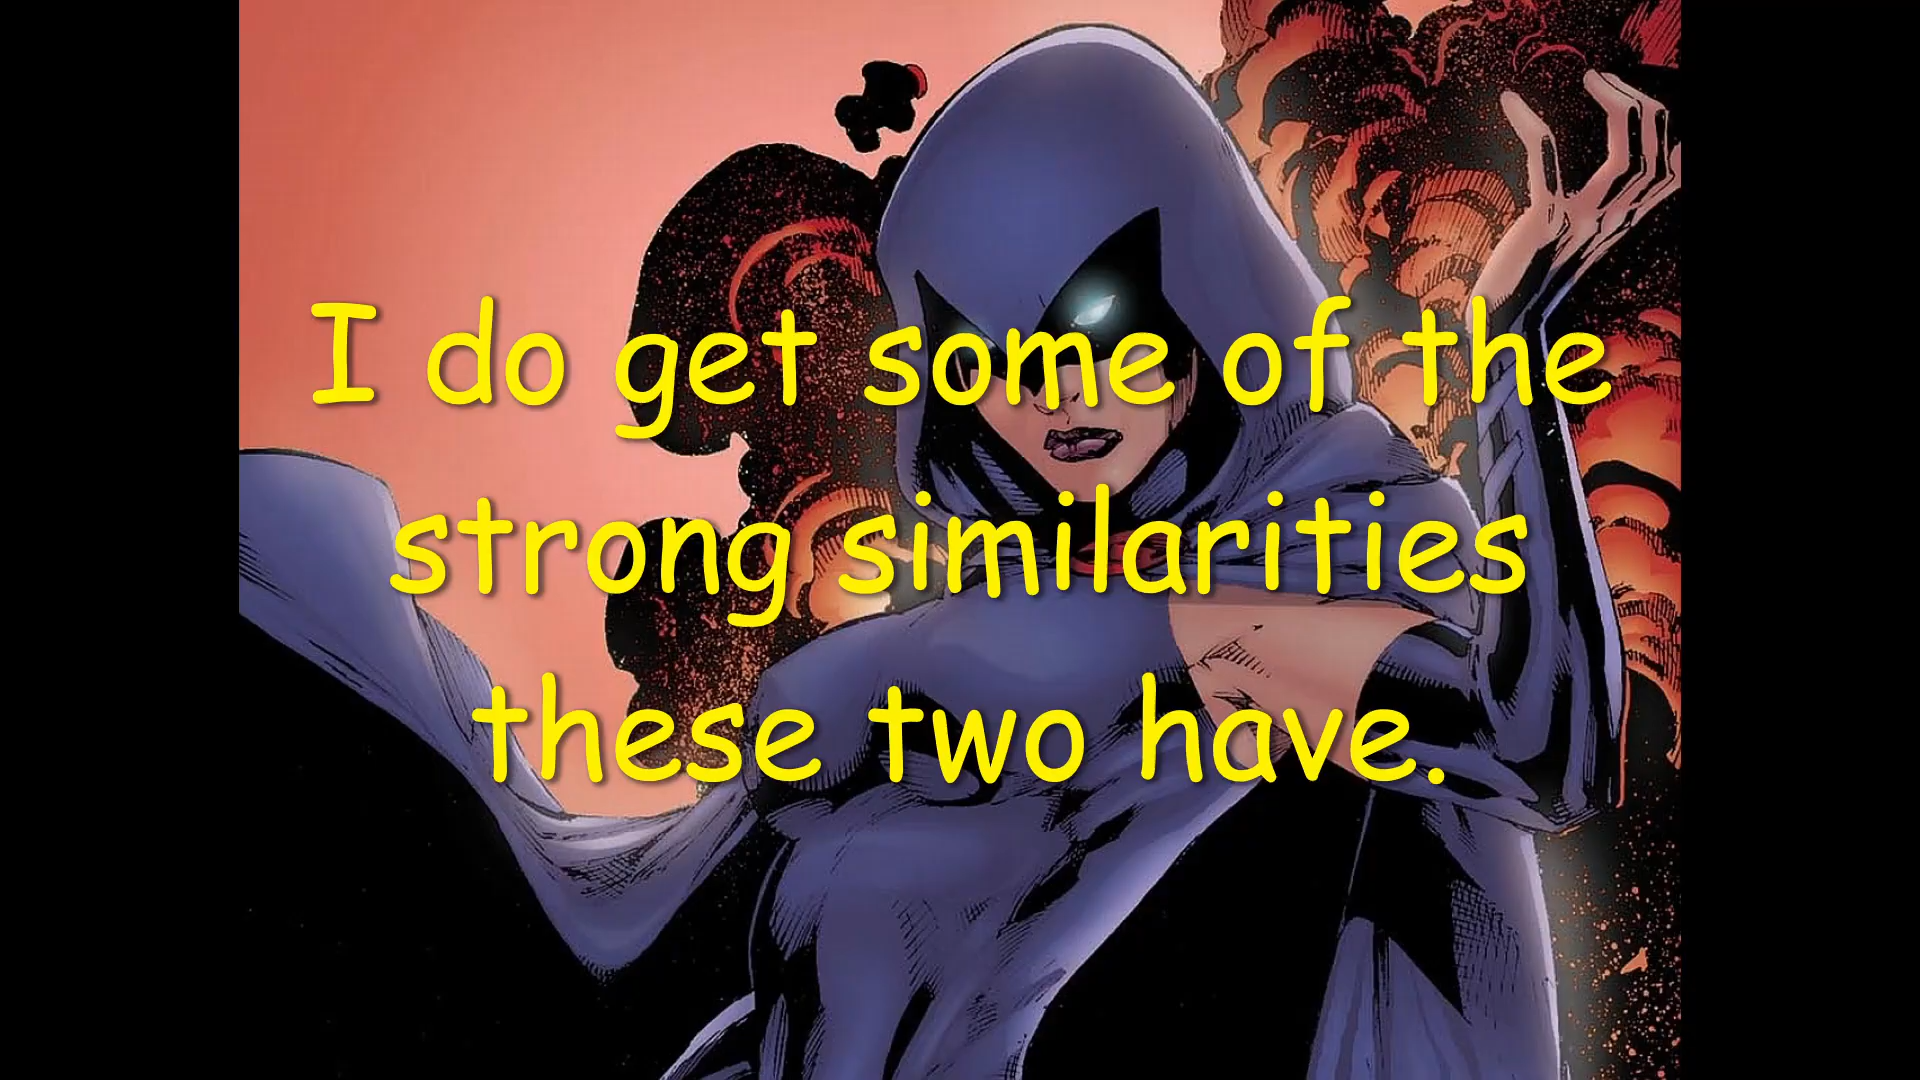 I do get some of the
strong similarities
these two have.